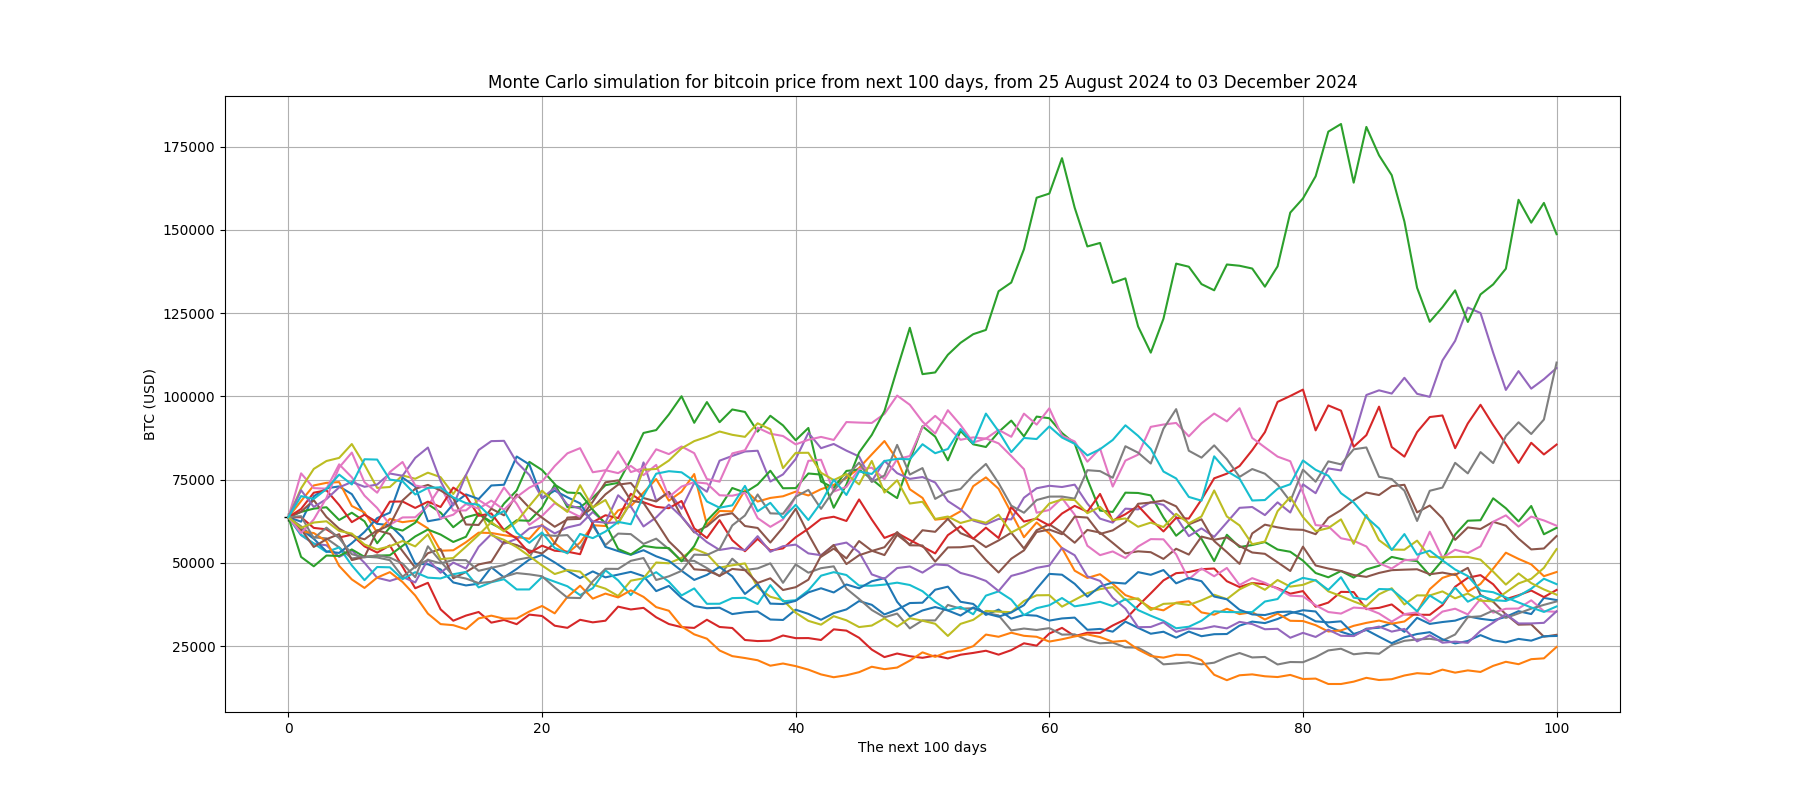 Monte Carlo simulation for bitcoin price from next 100 days, from 25 August 2024 to 03 December 2024
175000
150000
125000
100000
75000
50000
25000
BTC (USD)
0 20 40 60 80 100
The next 100 days